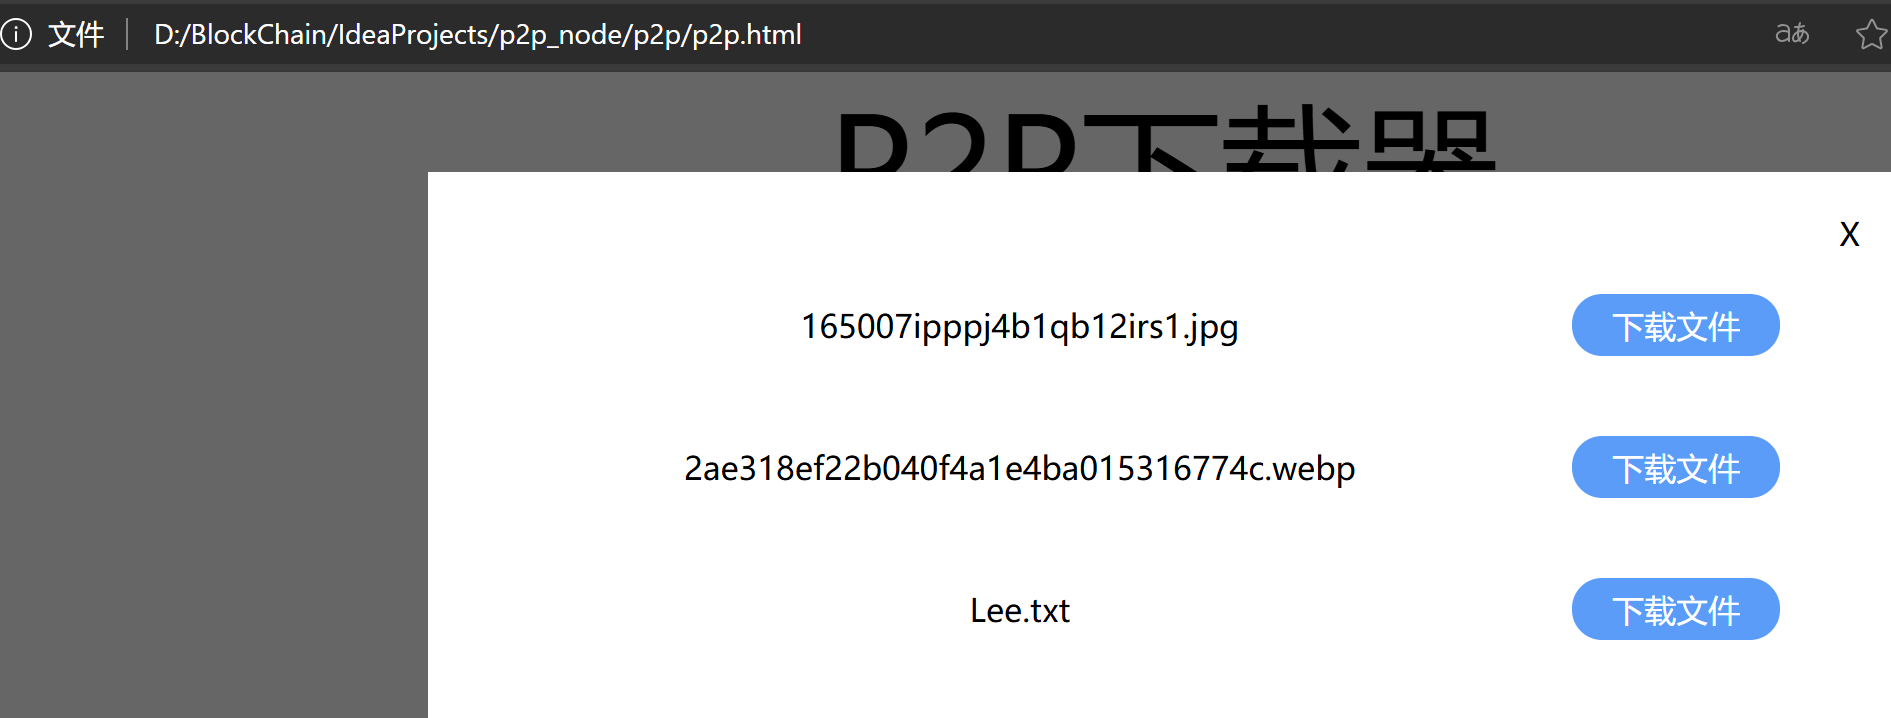 文件 D:/BlockChain/IdeaProjects/p2p_node/p2p/p2p.html aあ
P2P下载器
X
165007ipppj4b1qb12irs1.jpg 下载文件
2ae318ef22b040f4a1e4ba015316774c.webp 下载文件
Lee.txt 下载文件